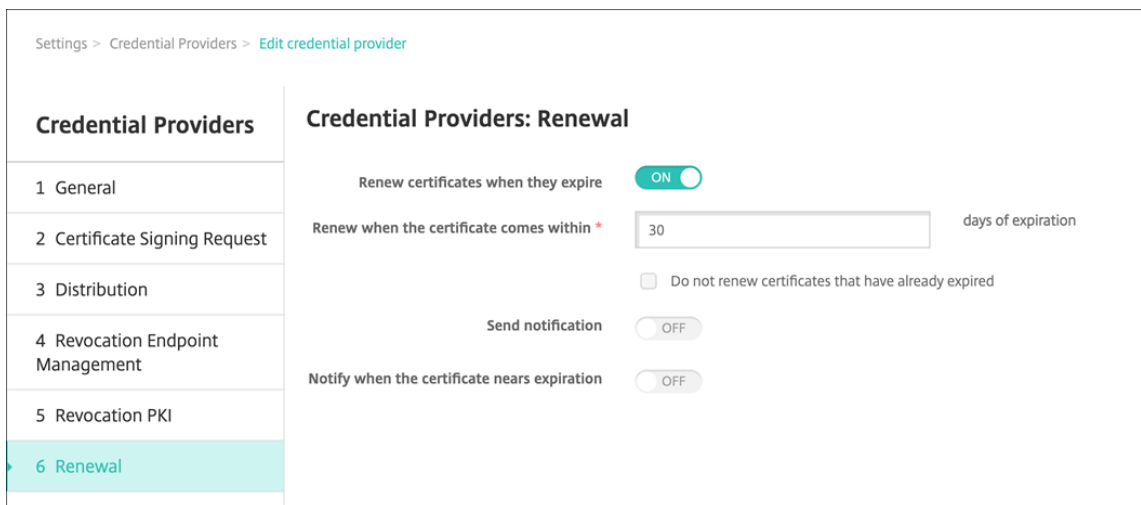 Settings > Credential Providers > Edit credential provider
Credential Providers
1 General
2 Certificate Signing Request
3 Distribution
4 Revocation Endpoint
Management
5 Revocation PKI
6 Renewal
Credential Providers: Renewal
Renew certificates when they expire ON
Renew when the certificate comes within * 30 days of expiration
Do not renew certificates that have already expired
Send notification OFF
Notify when the certificate nears expiration OFF